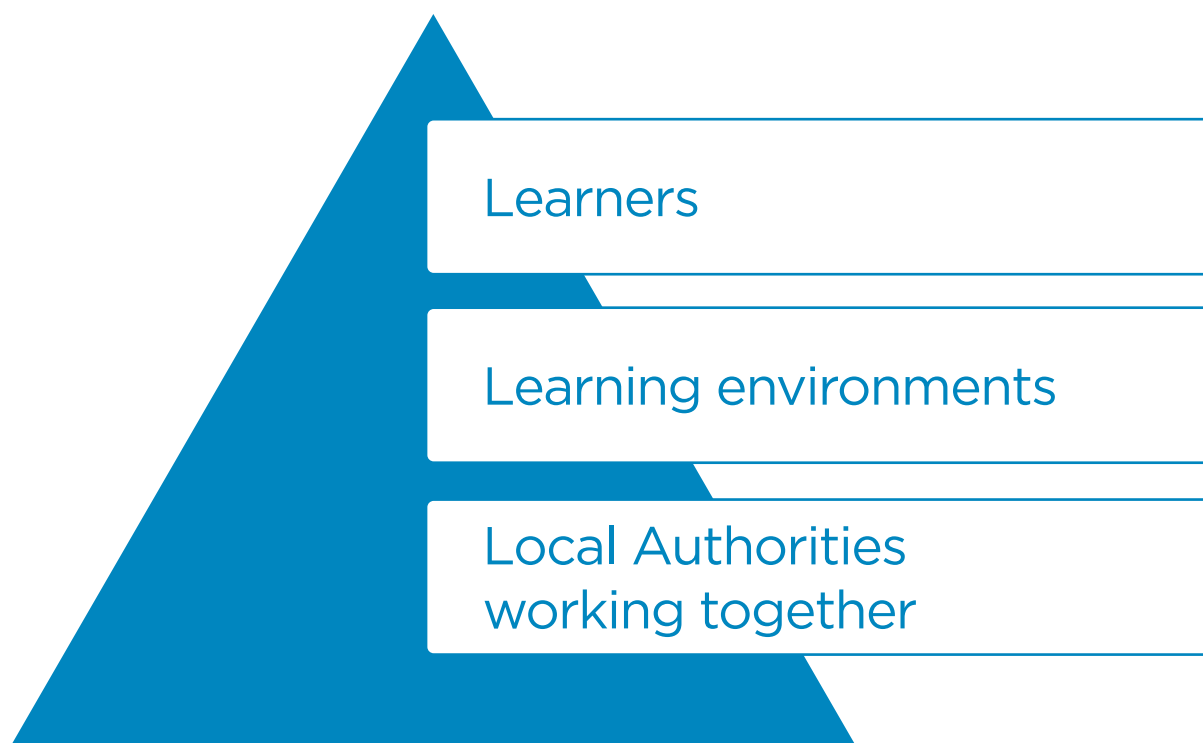 Learners
Learning environments
Local Authorities
working together